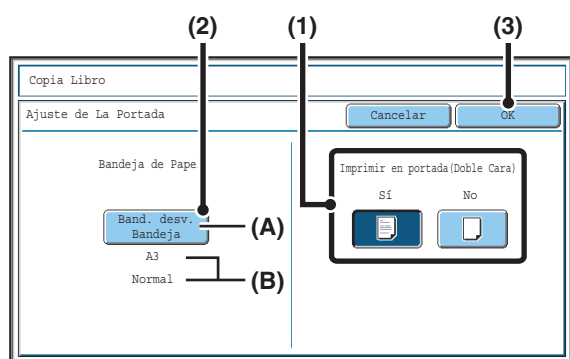 (2) (1) (3)
Copia Libro
Ajuste de La Portada Cancelar OK
Bandeja de Pape
Imprimir en portada(Doble Cara)
Sí No
Band. desv.
Bandeja
(A)
A3
Normal
(B)